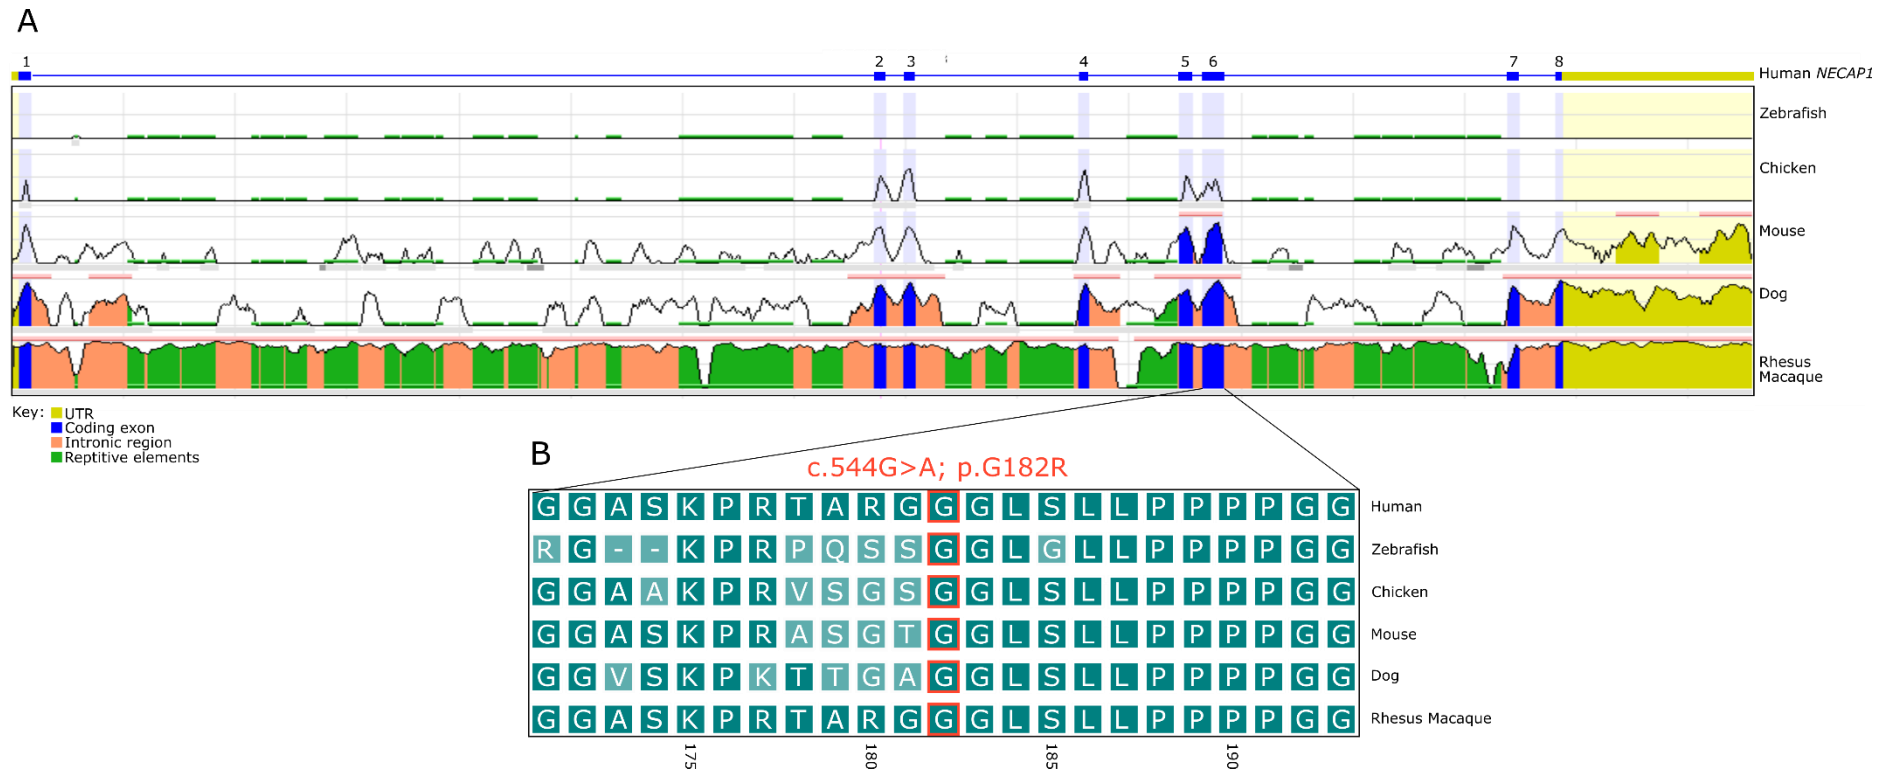 A
1 2 3 4 5 6 7 8
Human NECAP1
Zebrafish
Chicken
Mouse
Dog
Rhesus
Macaque
Key:
UTR
Coding exon
Intronic region
Reptitive elements
B
c.544G>A; p.G182R
G G A S K P R T A R G G G L S L L P P P P G G Human
R G - - K P R P Q S S G G L G L L P P P P G G Zebrafish
G G A A K P R V S G S G G L S L L P P P P G G Chicken
G G A S K P R A S G T G G L S L L P P P P G G Mouse
G G V S K P K T T G A G G L S L L P P P P G G Dog
G G A S K P R T A R G G G L S L L P P P P G G Rhesus Macaque
175 180 185 190